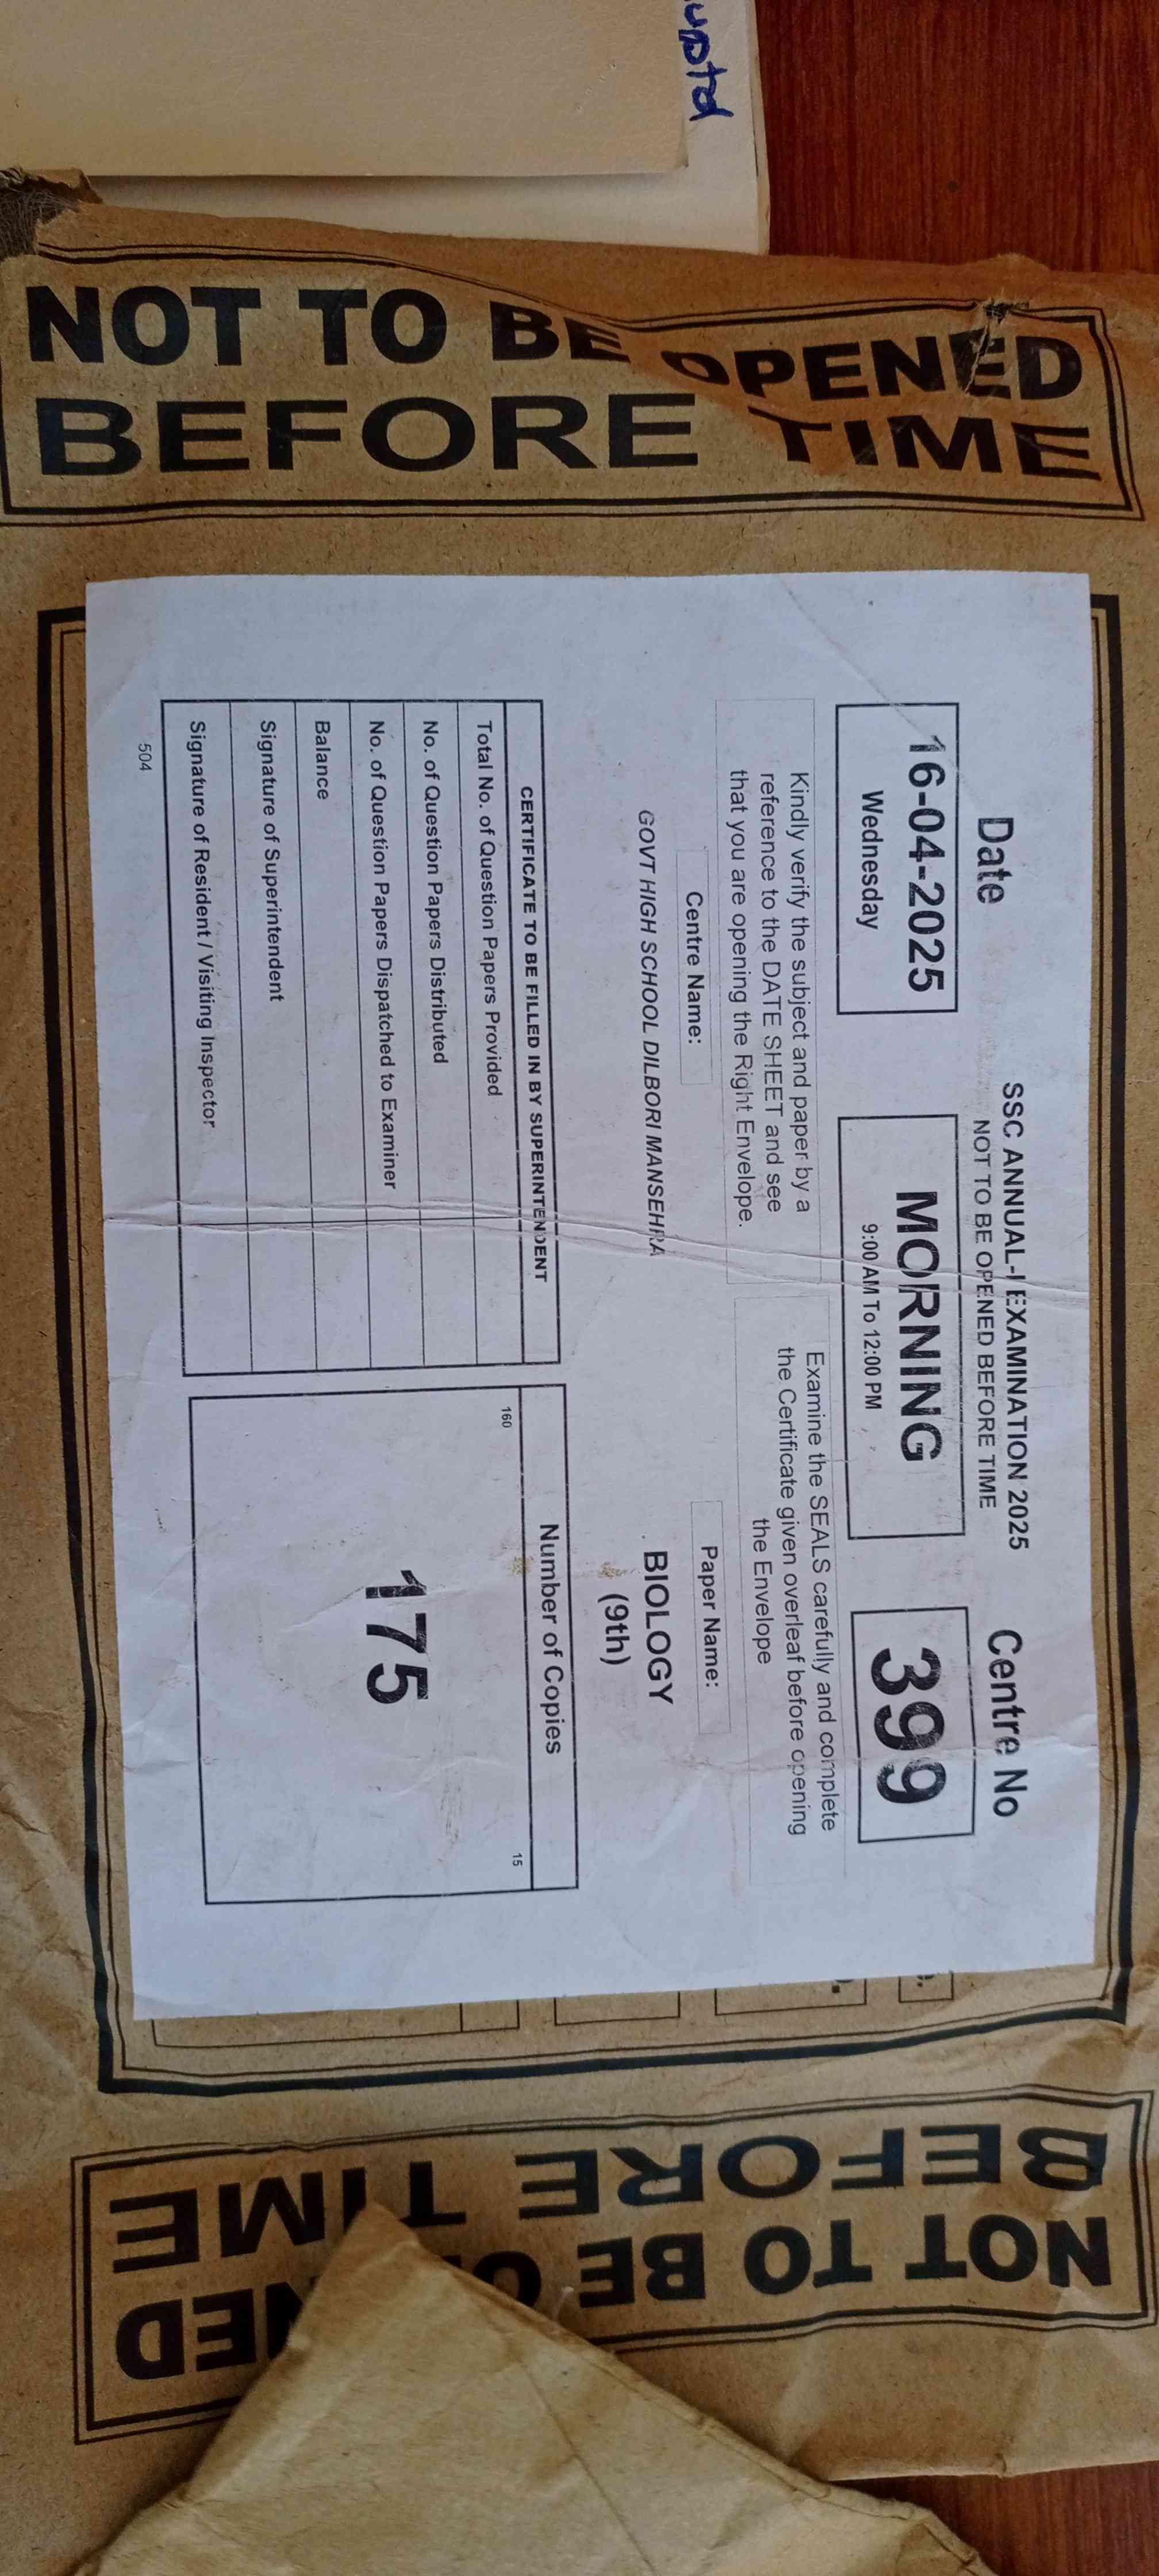 uptd
NOT TO BE OPENED
BEFORE TIME
SSC ANNUAL-I EXAMINATION 2025
NOT TO BE OPENED BEFORE TIME
Date
16-04-2025
Wednesday
MORNING
9:00 AM To 12:00 PM
Centre No
399
Kindly verify the subject and paper by a
reference to the DATE SHEET and see
that you are opening the Right Envelope.
Examine the SEALS carefully and complete
the Certificate given overleaf before opening
the Envelope
Centre Name:
GOVT HIGH SCHOOL DILBORI MANSEHRA
Paper Name:
BIOLOGY
(9th)
CERTIFICATE TO BE FILLED IN BY SUPERINTENDENT
Total No. of Question Papers Provided
No. of Question Papers Distributed
No. of Question Papers Dispatched to Examiner
Balance
Signature of Superintendent
Signature of Resident / Visiting Inspector
504
Number of Copies
160
15
175
NOT TO BE O NED
BEFORE TIME